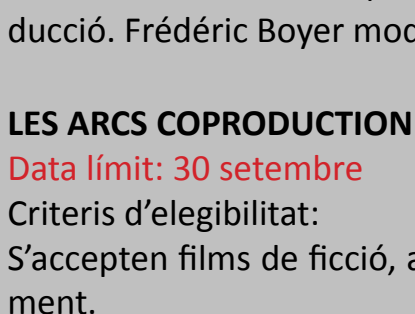 ducció. Frédéric Boyer mod
LES ARCS COPRODUCTION
Data límit: 30 setembre
Criteris d’elegibilitat:
S’accepten films de ficció, a
ment.